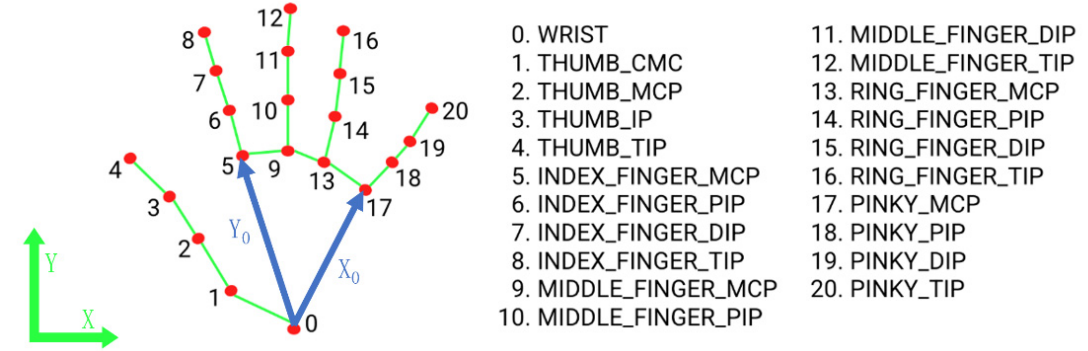 12
8
16
11
7
15
6
10
14
20
19
4
5
9
13
18
3
17
2
Y₀
X₀
1
0
Y
X
0. WRIST
1. THUMB_CMC
2. THUMB_MCP
3. THUMB_IP
4. THUMB_TIP
5. INDEX_FINGER_MCP
6. INDEX_FINGER_PIP
7. INDEX_FINGER_DIP
8. INDEX_FINGER_TIP
9. MIDDLE_FINGER_MCP
10. MIDDLE_FINGER_PIP
11. MIDDLE_FINGER_DIP
12. MIDDLE_FINGER_TIP
13. RING_FINGER_MCP
14. RING_FINGER_PIP
15. RING_FINGER_DIP
16. RING_FINGER_TIP
17. PINKY_MCP
18. PINKY_PIP
19. PINKY_DIP
20. PINKY_TIP